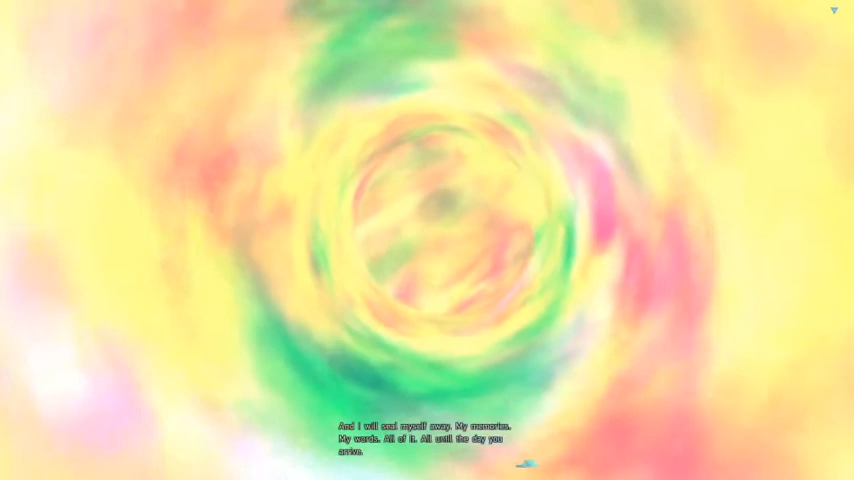 And I will seal myself away. My memories.
My words. All of it. All until the day you
arrive.